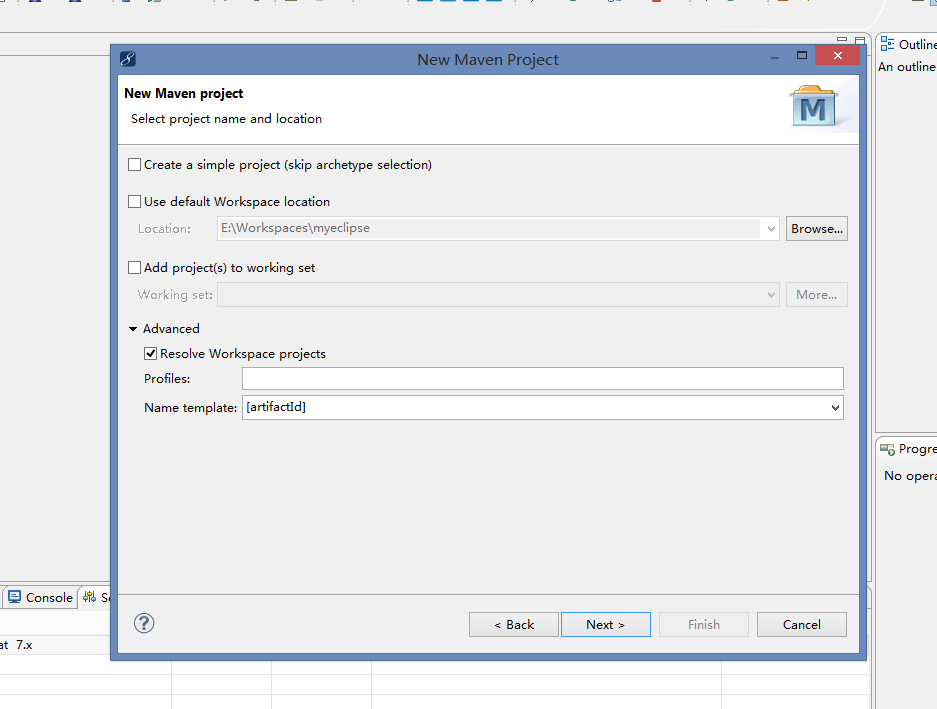 New Maven Project
Outline
An outline
New Maven project
Select project name and location
M
Create a simple project (skip archetype selection)
Use default Workspace location
Location: E:\Workspaces\myeclipse Browse...
Add project(s) to working set
Working set: More...
Advanced
Resolve Workspace projects
Profiles:
Name template: [artifactId]
Progre
No opera
Console Se
at 7.x
? < Back Next > Finish Cancel